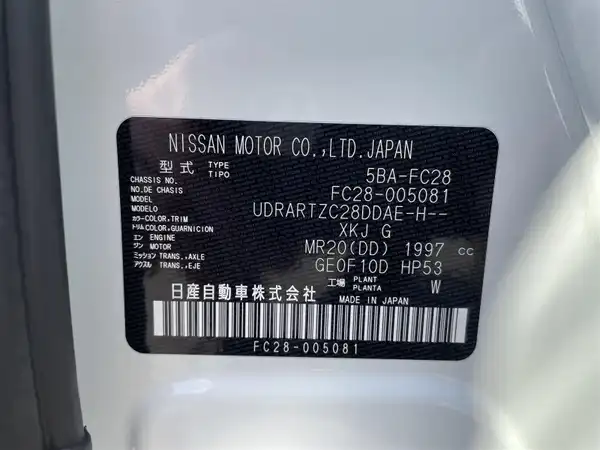 NISSAN MOTOR CO.,LTD.JAPAN
型式 TYPE TIPO 5BA-FC28
CHASSIS NO. NO.DE CHASIS FC28-005081
MODEL MODELO UDRARTZC28DDAE-H--
カラー COLOR,TRIM トリム COLOR,GUARNICION XKJ G
エン ENGINE ジン MOTOR MR20(DD) 1997 cc
ミッション TRANS.,AXLE アクスル TRANS.,EJE GE0F10D HP53
工場 PLANT PLANTA W
日産自動車株式会社 MADE IN JAPAN
FC28-005081